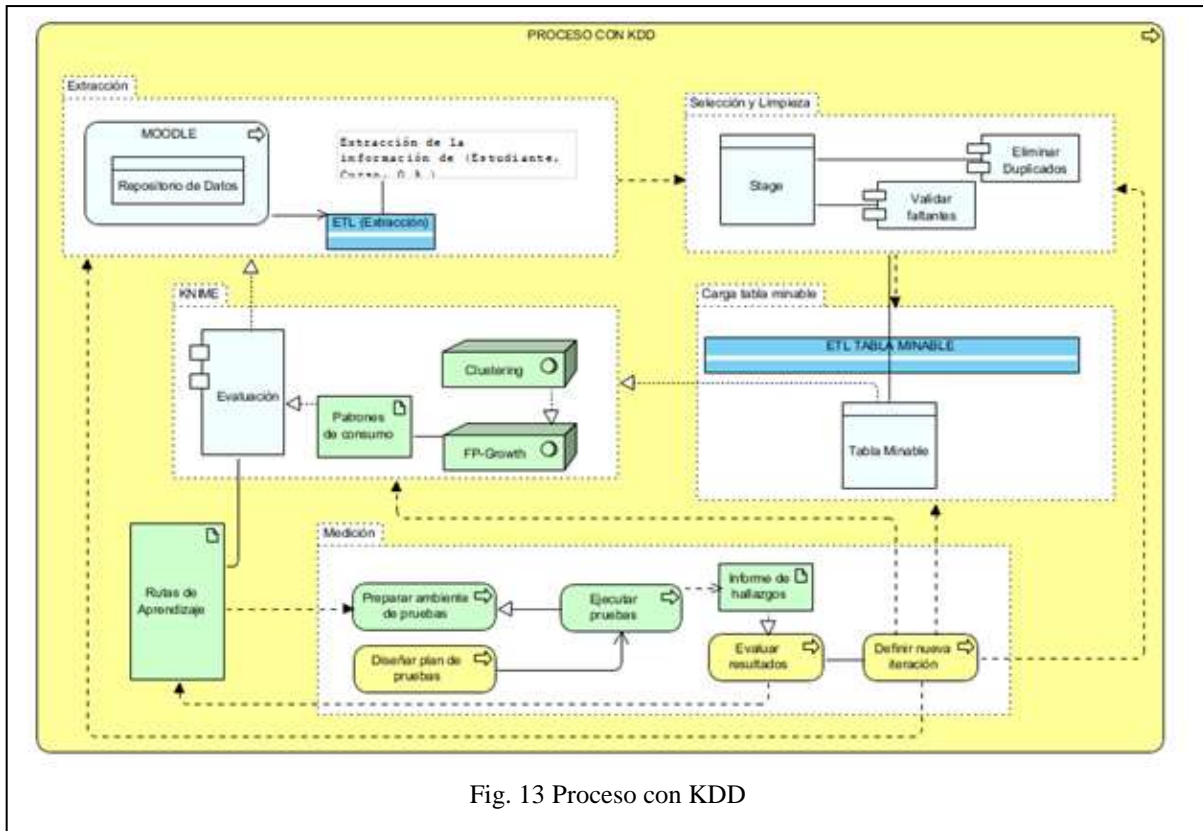 PROCESO CON KDD
Extracción
MOODLE
Repositorio de Datos
Extracción de la
información de (Estudiante,
Curso, O.A.)
ETL (Extracción)
Selección y Limpieza
Stage
Eliminar
Duplicados
Validar
faltantes
KNIME
Evaluación
Patrones
de consumo
Clustering
FP-Growth
Carga tabla minable
ETL TABLA MINABLE
Tabla Minable
Rutas de
Aprendizaje
Medición
Preparar ambiente
de pruebas
Diseñar plan de
pruebas
Ejecutar
pruebas
Informe de
hallazgos
Evaluar
resultados
Definir nueva
iteración
Fig. 13 Proceso con KDD